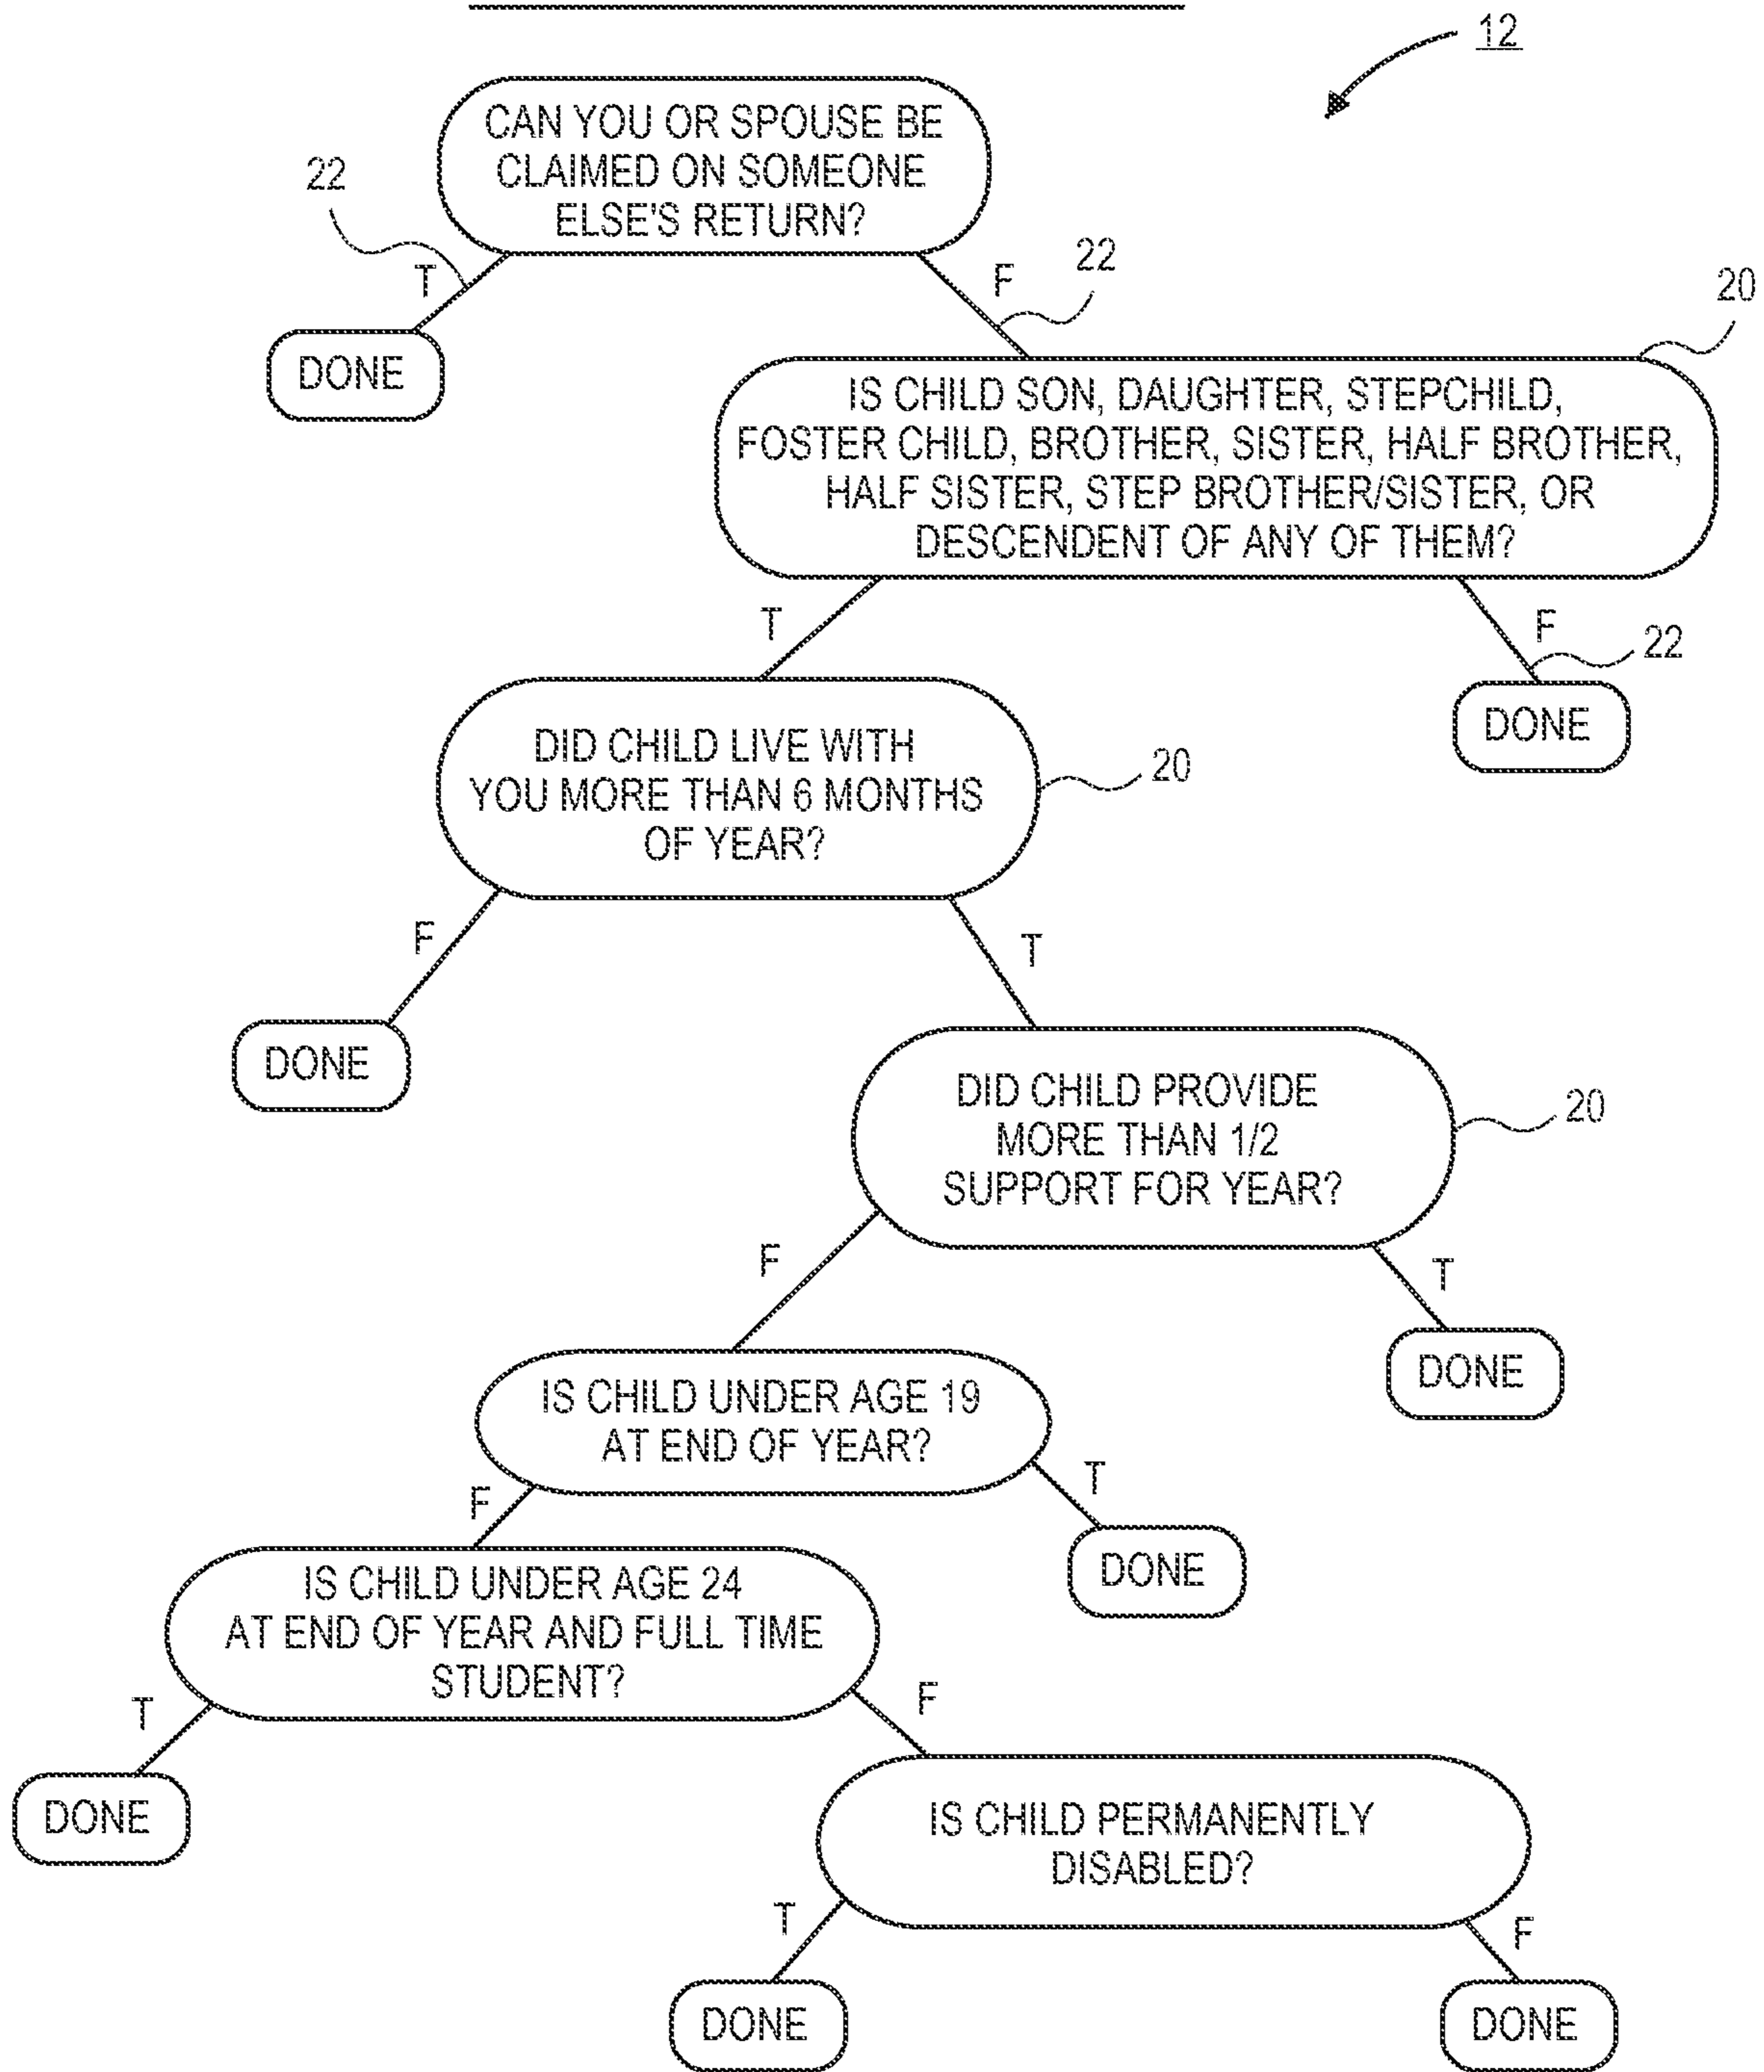 12
CAN YOU OR SPOUSE BE
CLAIMED ON SOMEONE
ELSE'S RETURN?
22
T
F
22
20
DONE
IS CHILD SON, DAUGHTER, STEPCHILD,
FOSTER CHILD, BROTHER, SISTER, HALF BROTHER,
HALF SISTER, STEP BROTHER/SISTER, OR
DESCENDENT OF ANY OF THEM?
T
F
22
DONE
DID CHILD LIVE WITH
YOU MORE THAN 6 MONTHS
OF YEAR?
20
F
T
DONE
DID CHILD PROVIDE
MORE THAN 1/2
SUPPORT FOR YEAR?
20
F
T
DONE
IS CHILD UNDER AGE 19
AT END OF YEAR?
F
T
DONE
IS CHILD UNDER AGE 24
AT END OF YEAR AND FULL TIME
STUDENT?
T
F
DONE
IS CHILD PERMANENTLY
DISABLED?
T
F
DONE
DONE